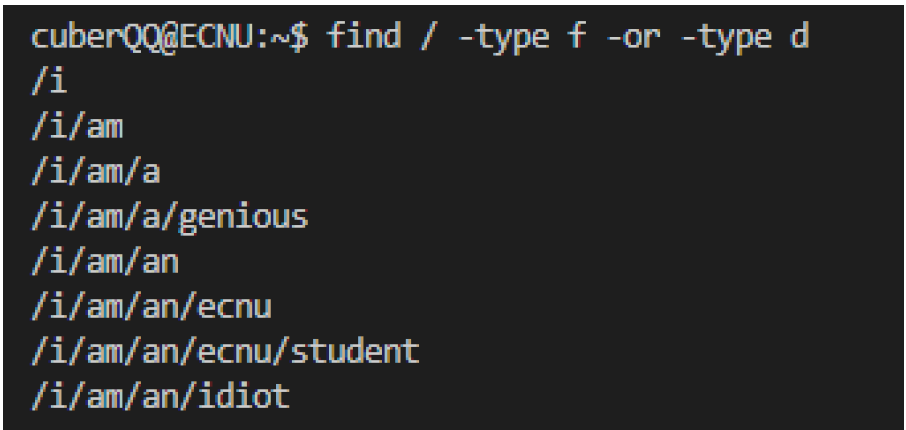 cuberQQ@ECNU:~$ find / -type f -or -type d
/i
/i/am
/i/am/a
/i/am/a/genious
/i/am/an
/i/am/an/ecnu
/i/am/an/ecnu/student
/i/am/an/idiot